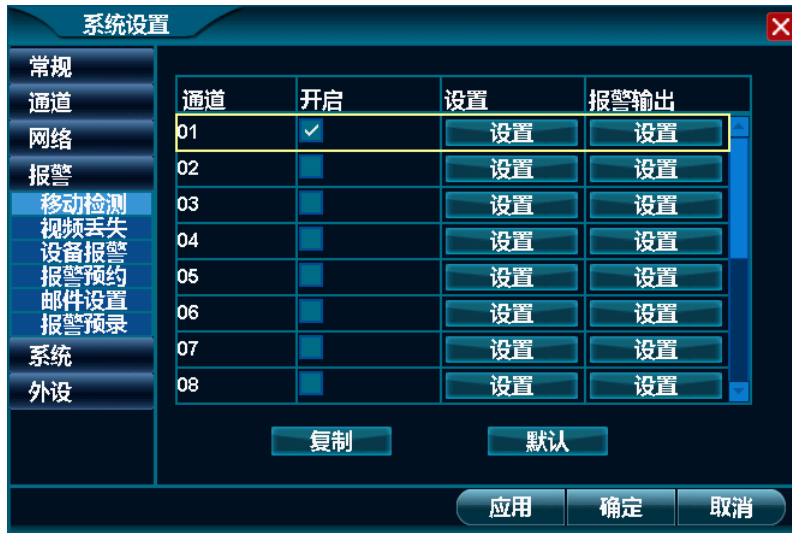 系统设置
常规
通道
网络
报警
移动检测
视频丢失
设备报警
报警预约
邮件设置
报警预录
系统
外设
通道 开启 设置 报警输出
01 设置 设置
02 设置 设置
03 设置 设置
04 设置 设置
05 设置 设置
06 设置 设置
07 设置 设置
08 设置 设置
复制 默认
应用 确定 取消